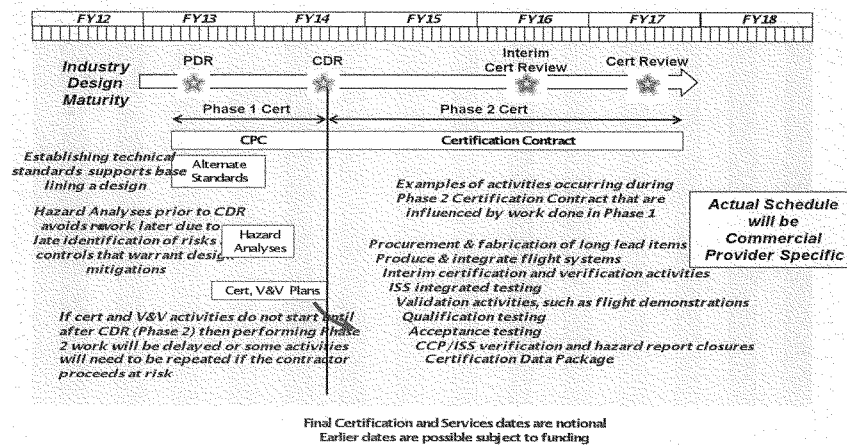 FY12 FY13 FY14 FY15 FY16 FY17 FY18
Industry
Design
Maturity
PDR
CDR
Interim
Cert Review
Cert Review
Phase 1 Cert
Phase 2 Cert
CPC
Certification Contract
Establishing technical
standards supports base
lining a design
Alternate
Standards
Hazard Analyses prior to CDR
avoids rework later due to
late identification of risks
controls that warrant design
mitigations
Hazard
Analyses
Cert, V&V Plans
If cert and V&V activities do not start until
after CDR (Phase 2) then performing Phase
2 work will be delayed or some activities
will need to be repeated if the contractor
proceeds at risk
Examples of activities occurring during
Phase 2 Certification Contract that are
influenced by work done in Phase 1
Procurement & fabrication of long lead items
Produce & integrate flight systems
Interim certification and verification activities
ISS integrated testing
Validation activities, such as flight demonstrations
Qualification testing
Acceptance testing
CCP/ISS verification and hazard report closures
Certification Data Package
Actual Schedule
will be
Commercial
Provider Specific
Final Certification and Services dates are notional
Earlier dates are possible subject to funding